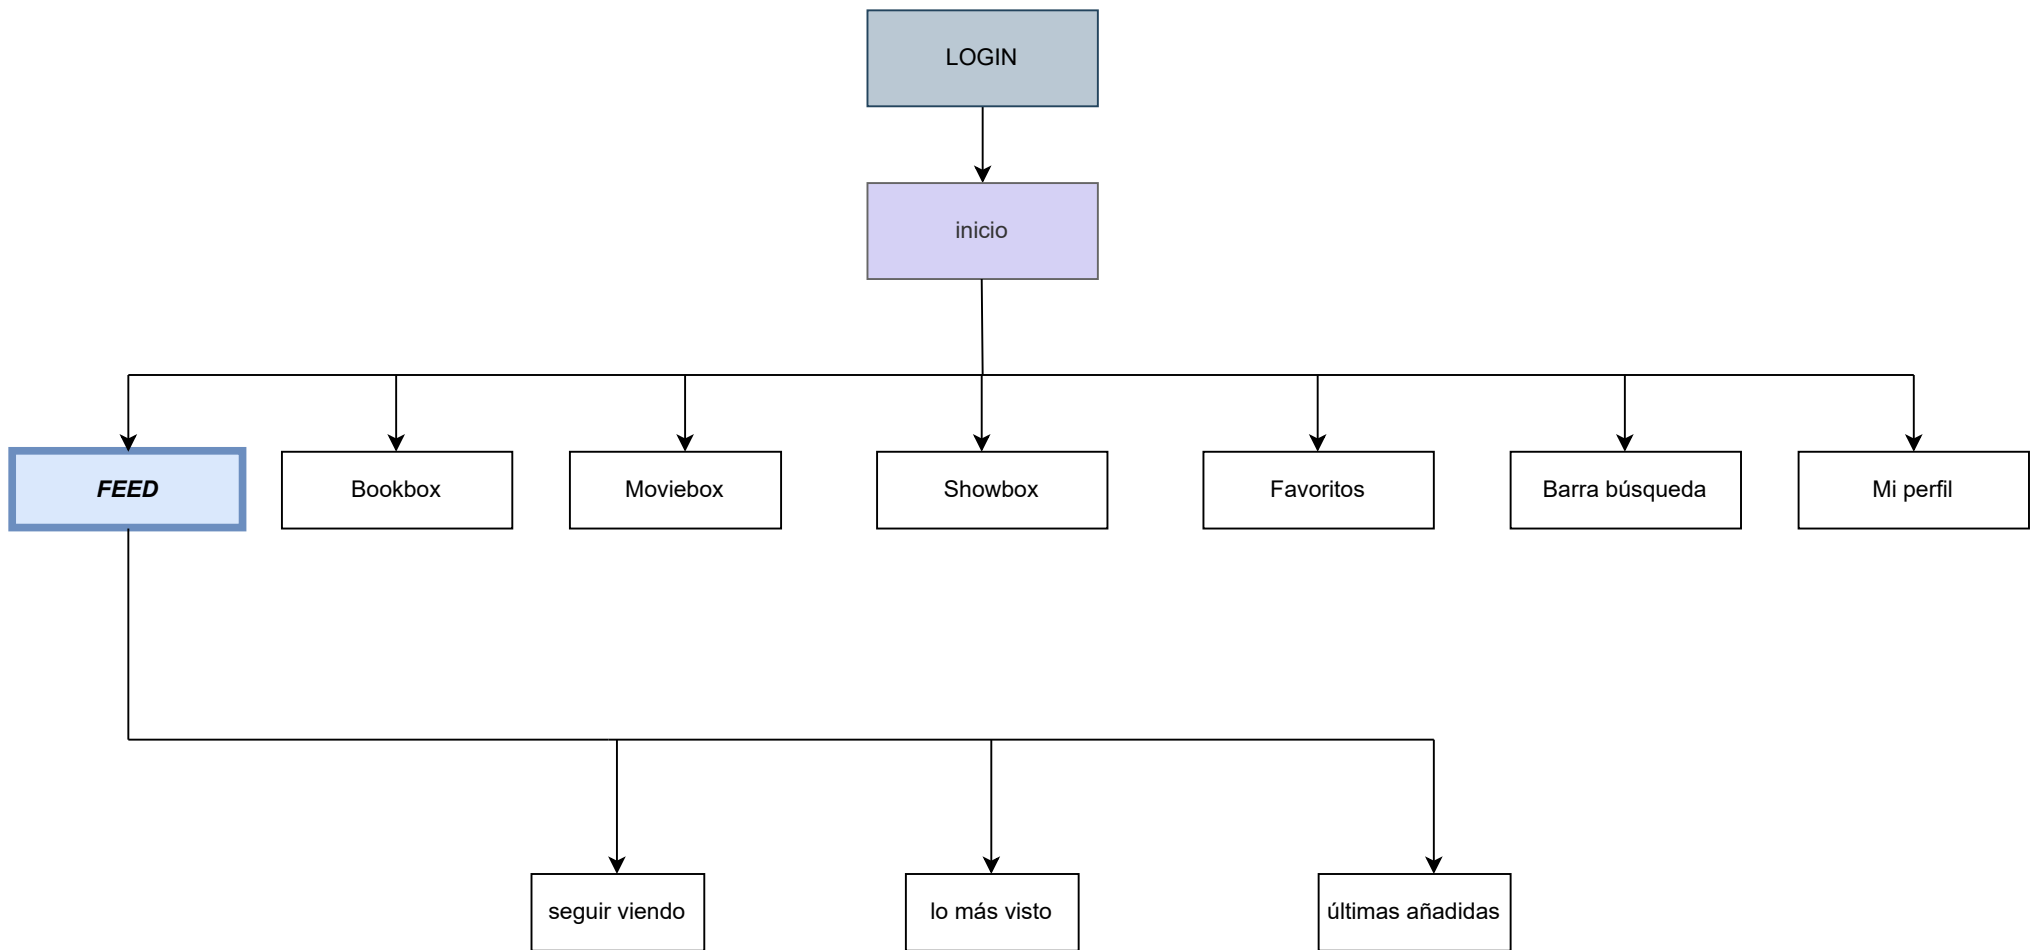 LOGIN
inicio
FEED
Bookbox
Moviebox
Showbox
Favoritos
Barra búsqueda
Mi perfil
seguir viendo
lo más visto
últimas añadidas